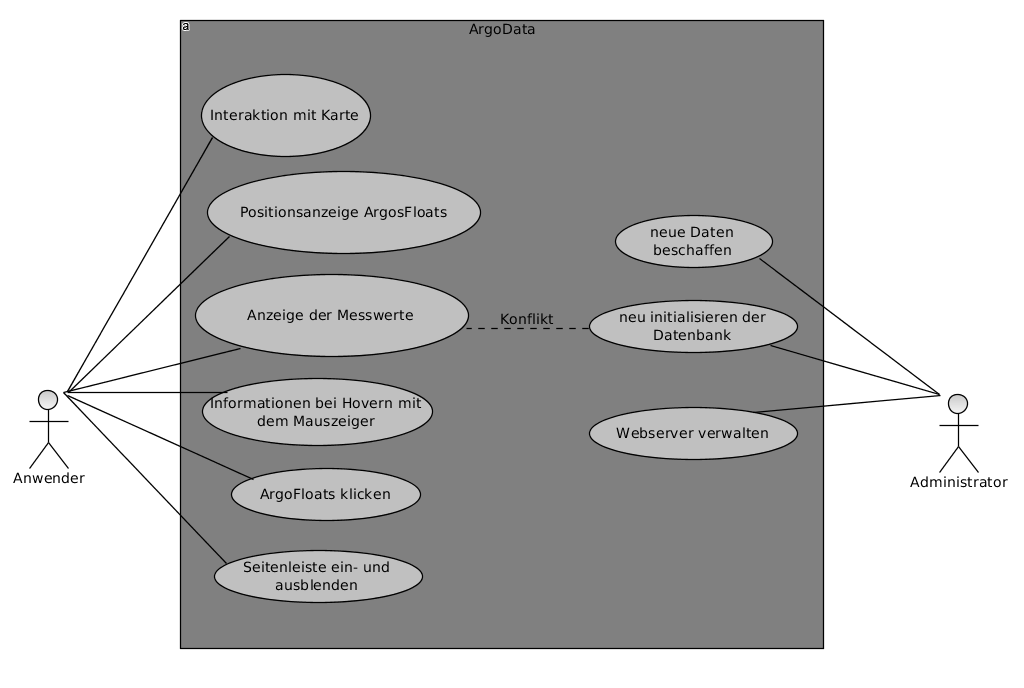 a
ArgoData
Interaktion mit Karte
Positionsanzeige ArgosFloats
neue Daten
beschaffen
Anzeige der Messwerte
Konflikt
neu initialisieren der
Datenbank
Informationen bei Hovern mit
dem Mauszeiger
Webserver verwalten
Anwender
Administrator
ArgoFloats klicken
Seitenleiste ein- und
ausblenden